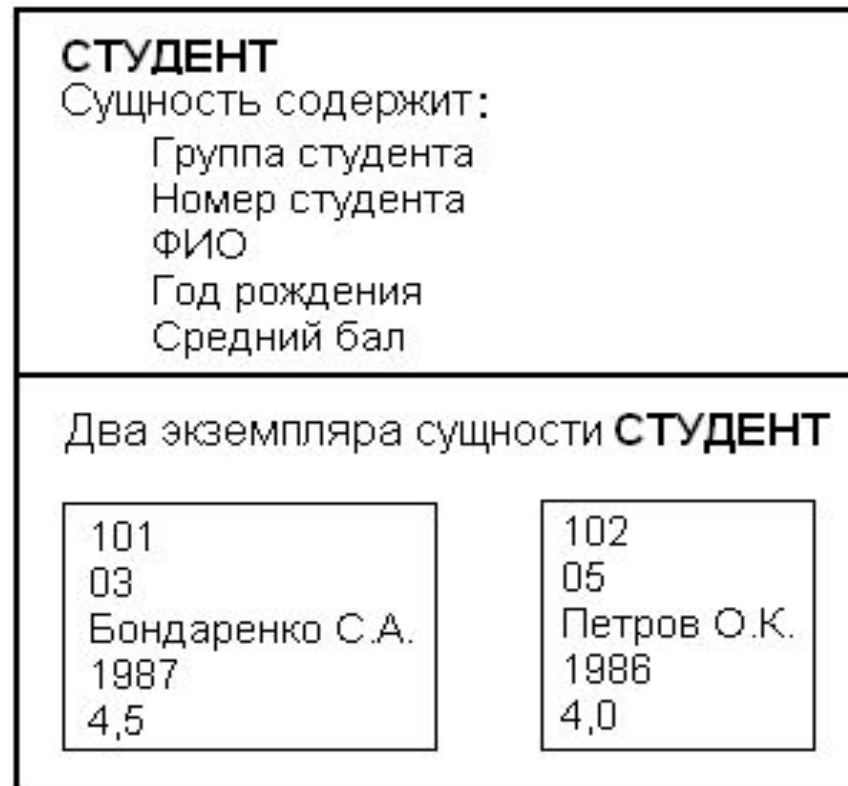 СТУДЕНТ
Сущность содержит:
Группа студента
Номер студента
ФИО
Год рождения
Средний бал
Два экземпляра сущности СТУДЕНТ
101
03
Бондаренко С.А.
1987
4,5
102
05
Петров О.К.
1986
4,0